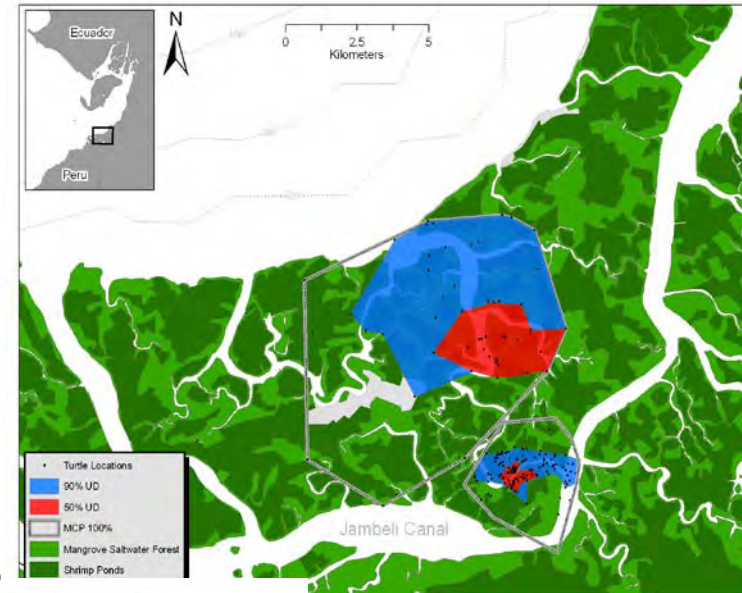 Ecuador
Peru
N
0 2.5 5
Kilometers
Turtle Locations
90% UD
50% UD
MCP 100%
Mangrove Saltwater Forest
Shrimp Ponds
Jambeli Canal